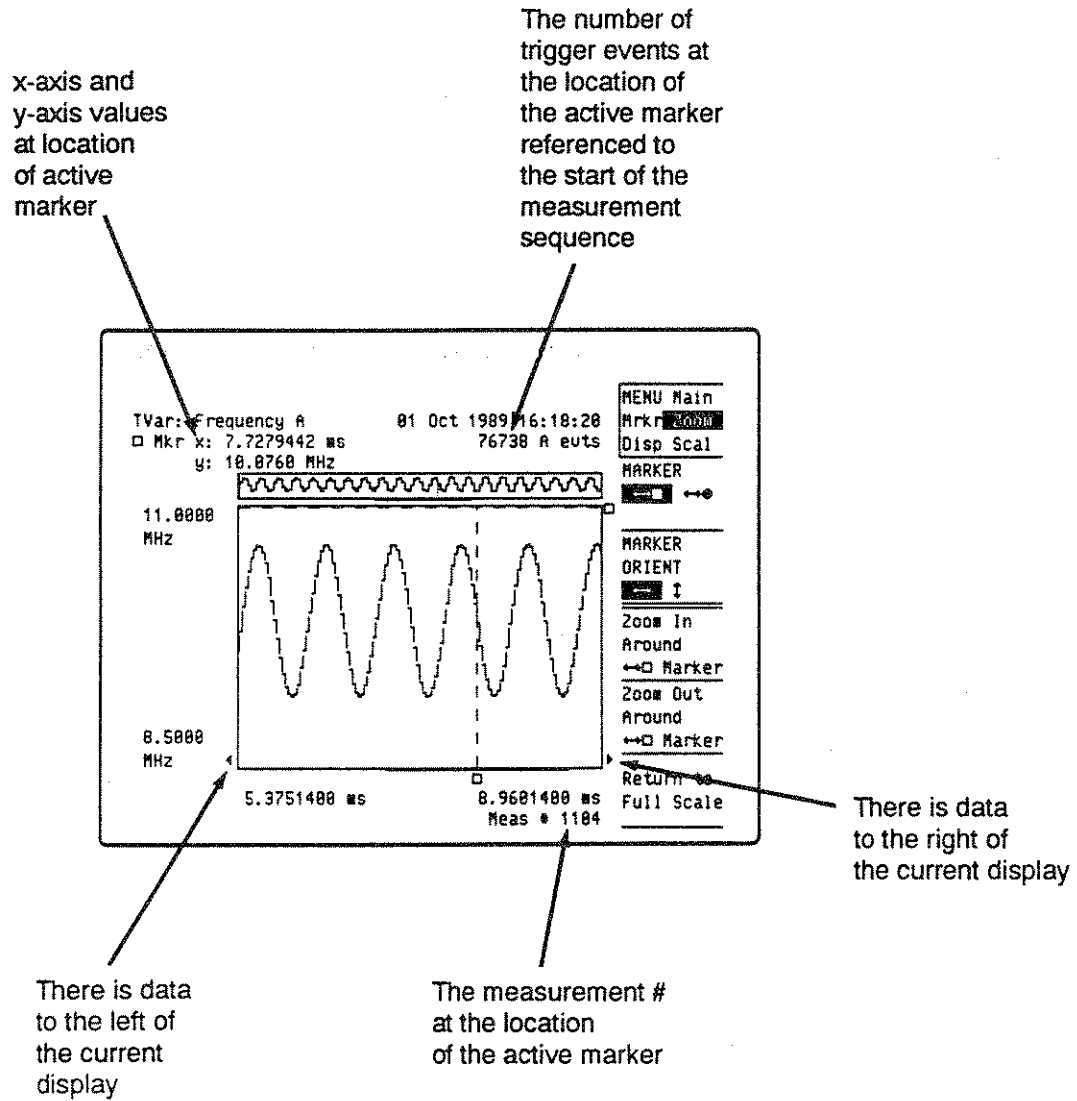 The number of
trigger events at
the location of
the active marker
referenced to
the start of the
measurement
sequence
x-axis and
y-axis values
at location
of active
marker
TVar: Frequency A 01 Oct 1989 16:18:20
Mkr x: 7.7279442 ms 76738 A evts
y: 10.0760 MHz
11.0000
MHz
8.5000
MHz
5.3751400 ms 8.9601400 ms
Meas # 1104
MENU Main
Mrkr Zoom
Disp Scal
MARKER
MARKER
ORIENT
Zoom In
Around
Marker
Zoom Out
Around
Marker
Return
Full Scale
There is data
to the right of
the current display
There is data
to the left of
the current
display
The measurement #
at the location
of the active marker